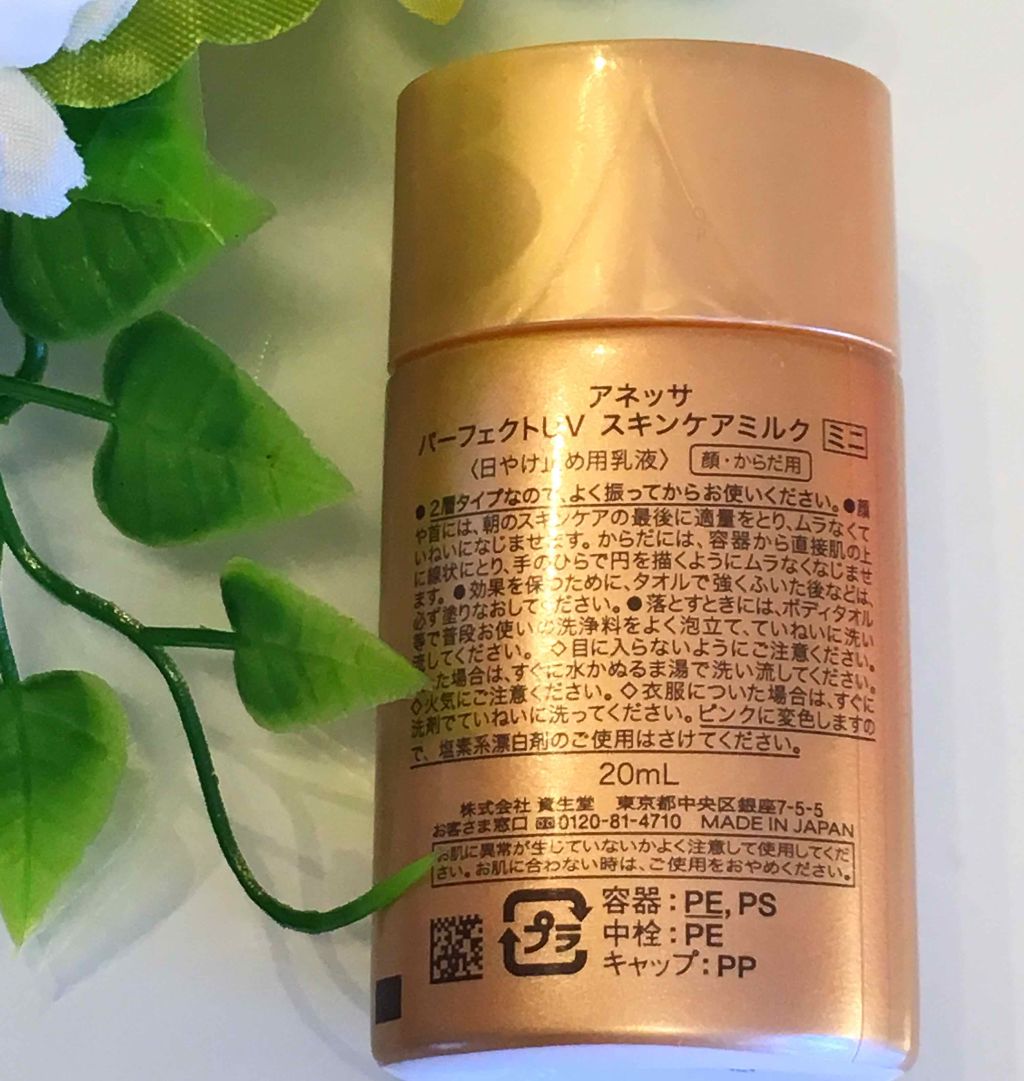 アネッサ
パーフェクトUV スキンケアミルク ミニ
〈日やけ止め用乳液〉 顔・からだ用
●2層タイプなので、よく振ってからお使いください。●顔
や首には、朝のスキンケアの最後に適量をとり、ムラなくて
いねいになじませます。からだには、容器から直接肌の上
に線状にとり、手のひらで円を描くようにムラなくなじませ
ます。●効果を保つために、タオルで強くふいた後などは、
必ず塗りなおしてください。●落とすときには、ボディタオル
等で普段お使いの洗浄料をよく泡立て、ていねいに洗い
流してください。 ◇目に入らないようにご注意ください。
った場合は、すぐに水かぬるま湯で洗い流してください。
◇火気にご注意ください。◇衣服についた場合は、すぐに
洗剤でていねいに洗ってください。ピンクに変色しますの
で、塩素系漂白剤のご使用はさけてください。
20mL
株式会社 資生堂 東京都中央区銀座7-5-5
お客さま窓口 0120-81-4710 MADE IN JAPAN
お肌に異常が生じていないかよく注意して使用してくだ
さい。お肌に合わない時は、ご使用をおやめください。
プラ
容器:PE, PS
中栓:PE
キャップ:PP